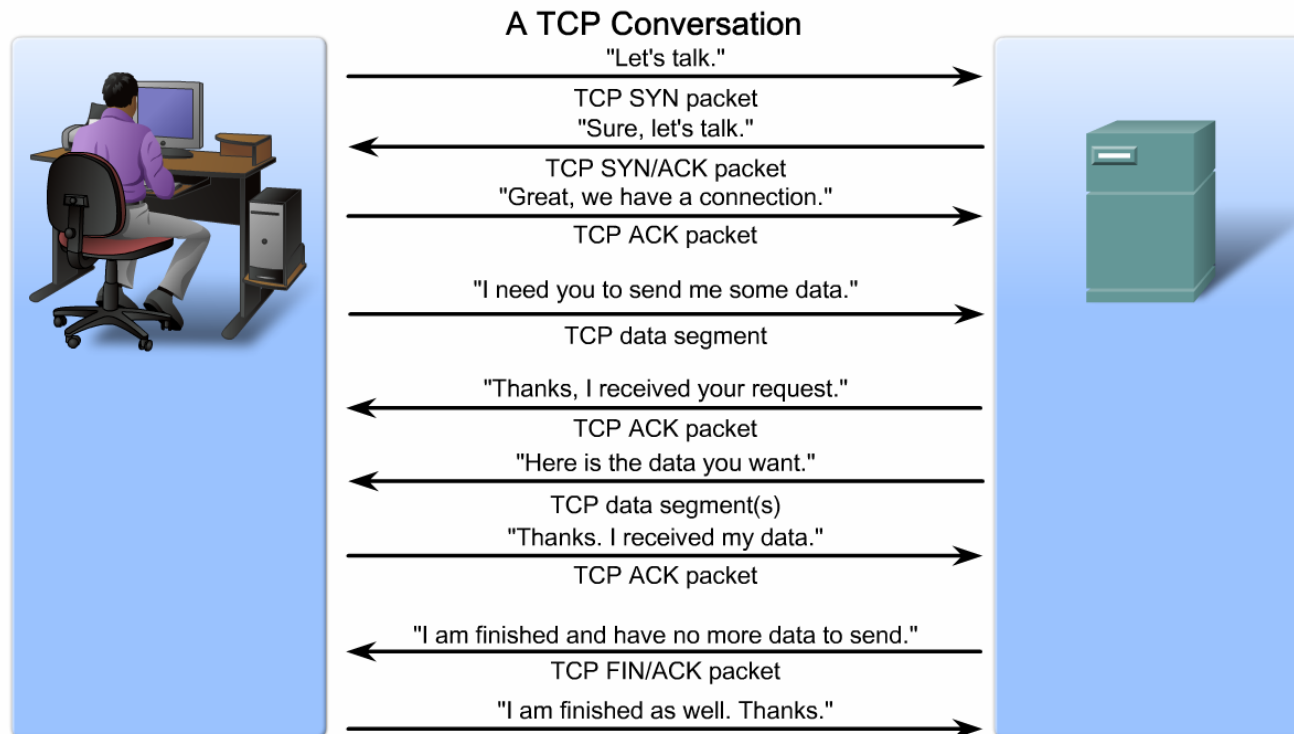 A TCP Conversation
"Let's talk."
TCP SYN packet
"Sure, let's talk."
TCP SYN/ACK packet
"Great, we have a connection."
TCP ACK packet
"I need you to send me some data."
TCP data segment
"Thanks, I received your request."
TCP ACK packet
"Here is the data you want."
TCP data segment(s)
"Thanks. I received my data."
TCP ACK packet
"I am finished and have no more data to send."
TCP FIN/ACK packet
"I am finished as well. Thanks."